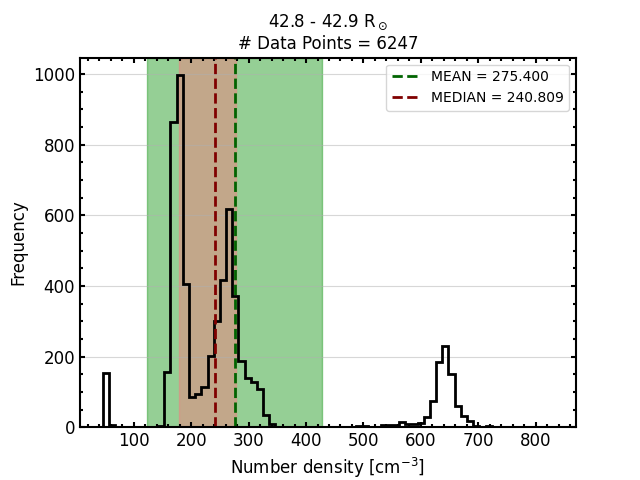 42.8 - 42.9 R⊙
# Data Points = 6247
MEAN = 275.400
MEDIAN = 240.809
Frequency
1000
800
600
400
200
0
100 200 300 400 500 600 700 800
Number density [cm⁻³]